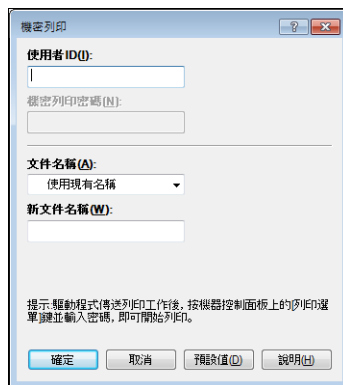 機密列印
使用者ID(I):
機密列印密碼(N):
文件名稱(A):
使用現有名稱
新文件名稱(W):
提示:驅動程式傳送列印工作後, 按機器控制面板上的[列印選
單]鍵並輸入密碼, 即可開始列印。
確定 取消 預設值(D) 說明(H)